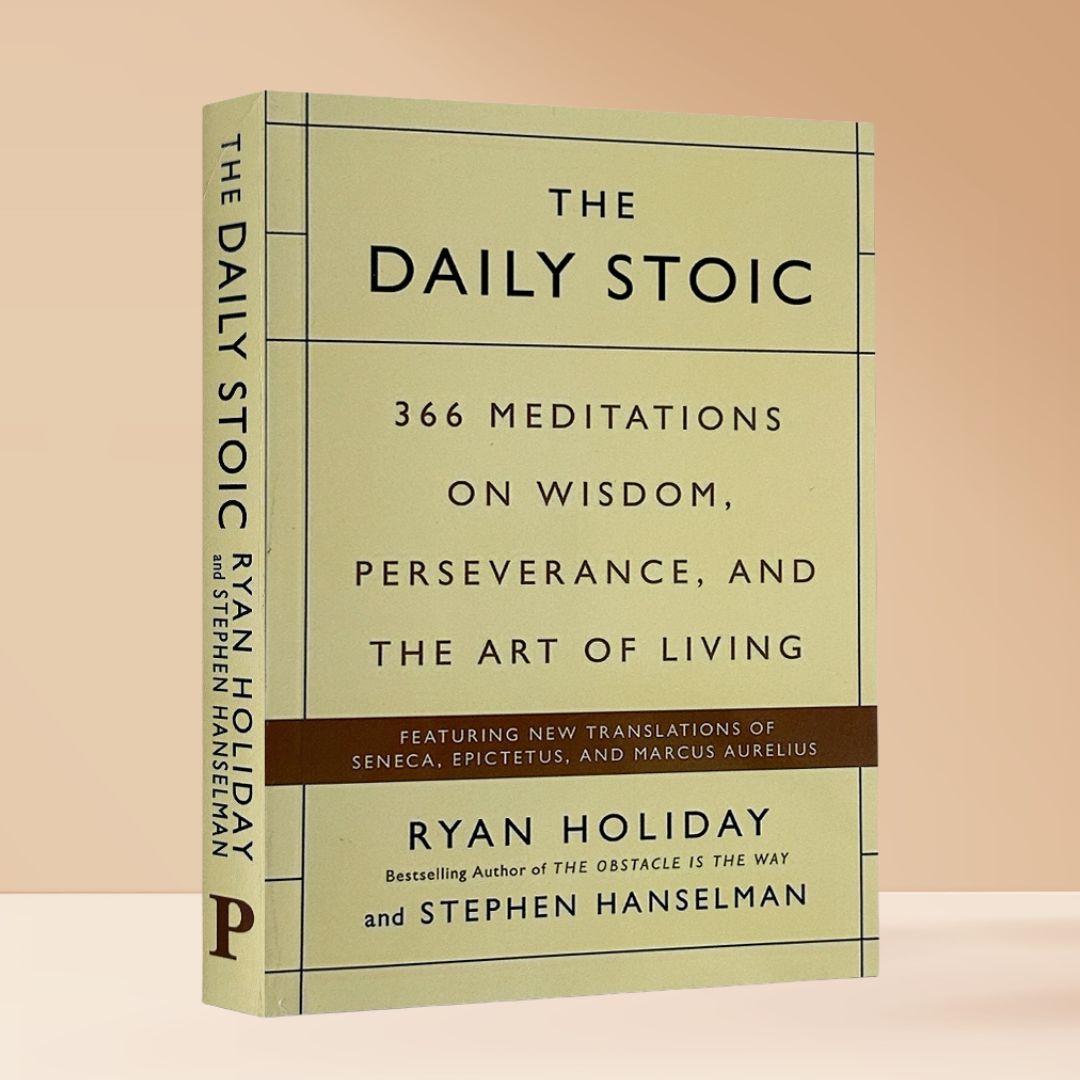 THE
DAILY STOIC
366 MEDITATIONS
ON WISDOM,
PERSEVERANCE, AND
THE ART OF LIVING
FEATURING NEW TRANSLATIONS OF
SENECA, EPICTETUS, AND MARCUS AURELIUS
RYAN HOLIDAY
Bestselling Author of THE OBSTACLE IS THE WAY
and STEPHEN HANSELMAN
THE DAILY STOIC
RYAN HOLIDAY
and STEPHEN HANSELMAN
P